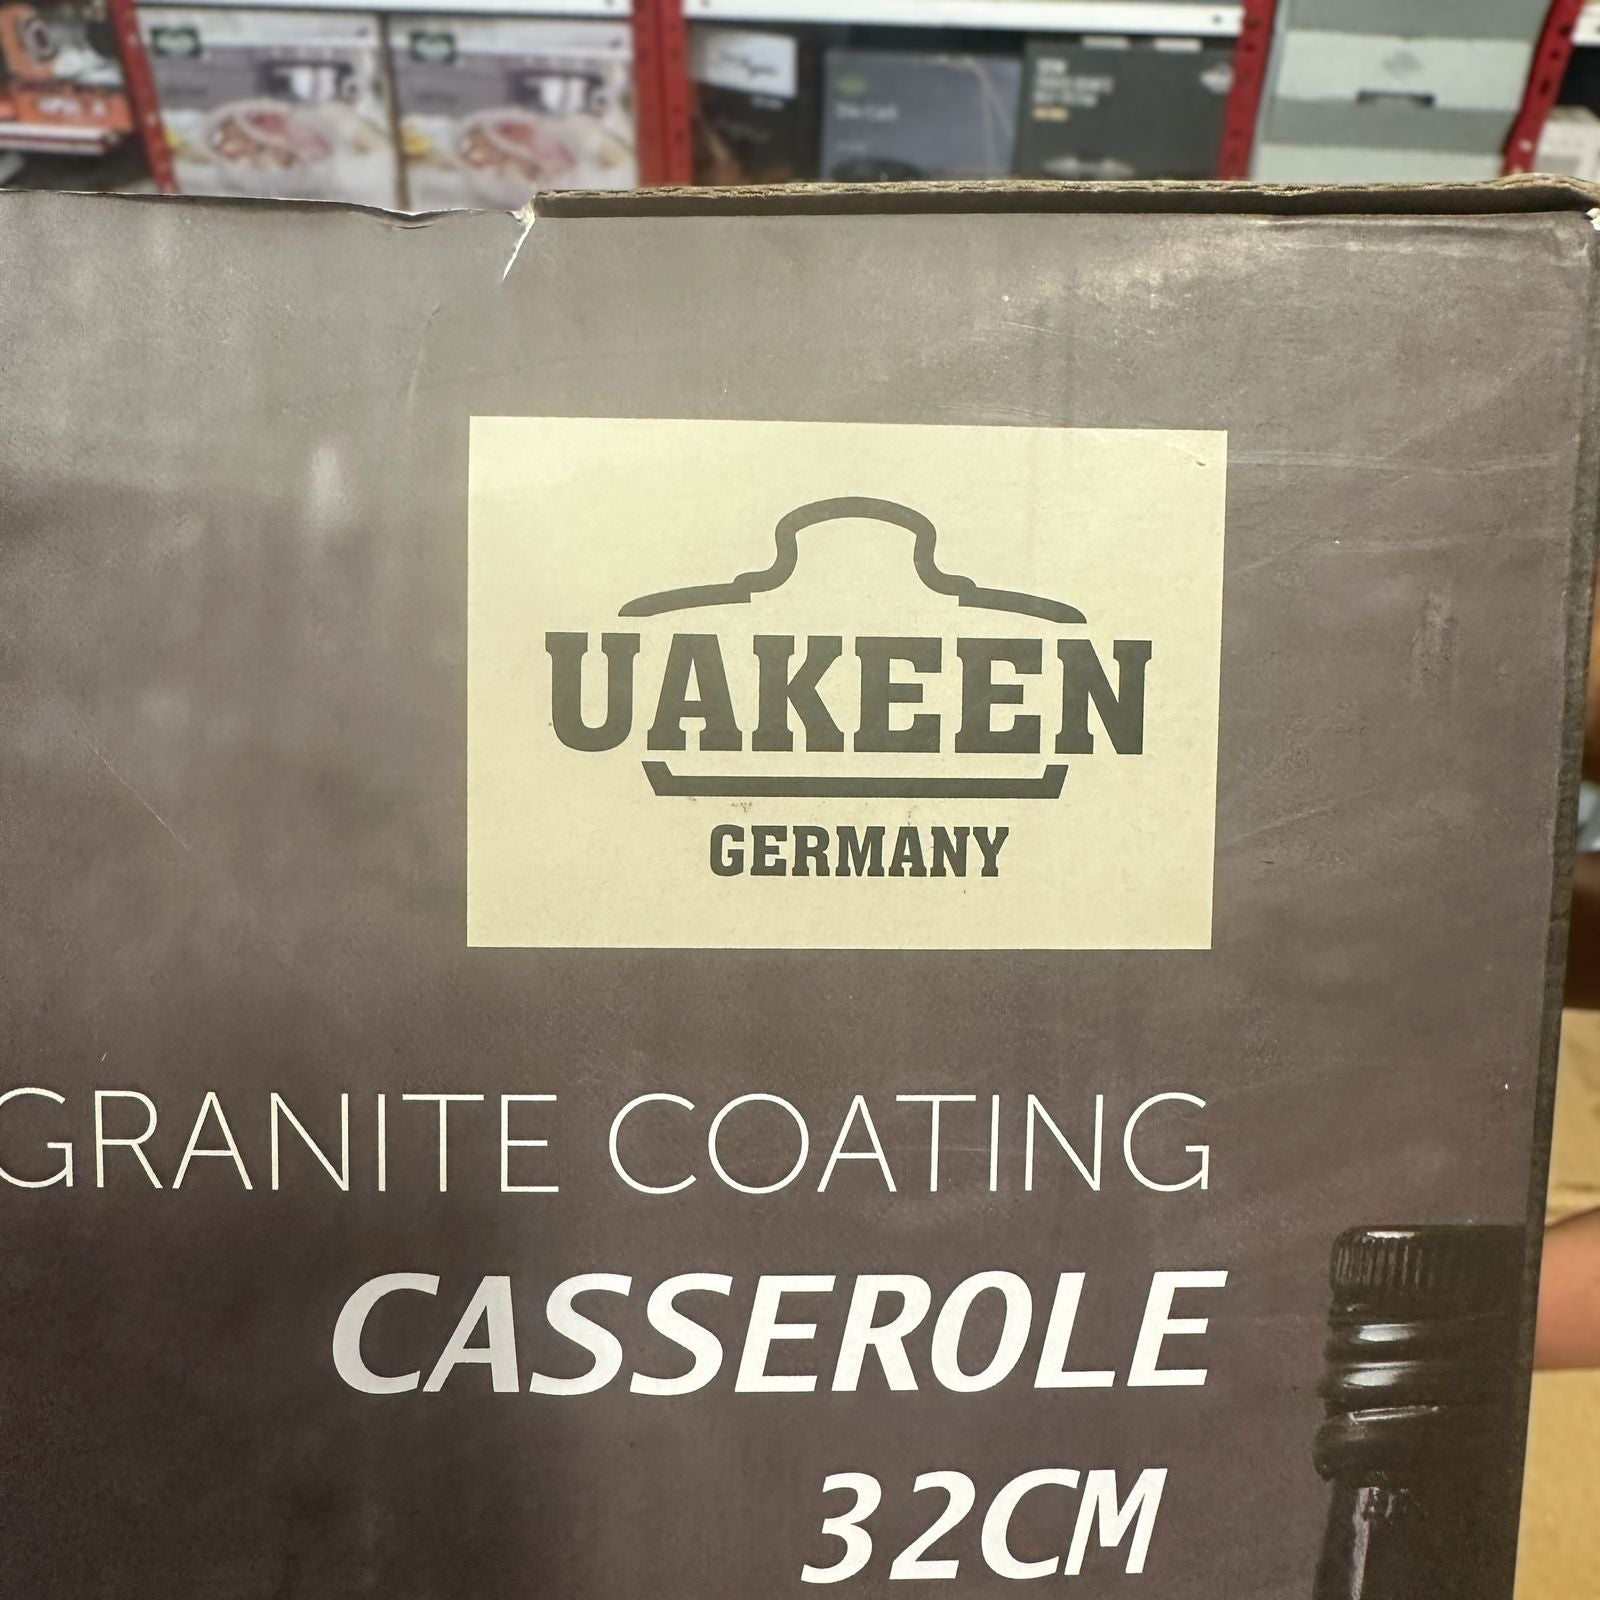 UAKEEN
GERMANY
GRANITE COATING
CASSEROLE
32CM